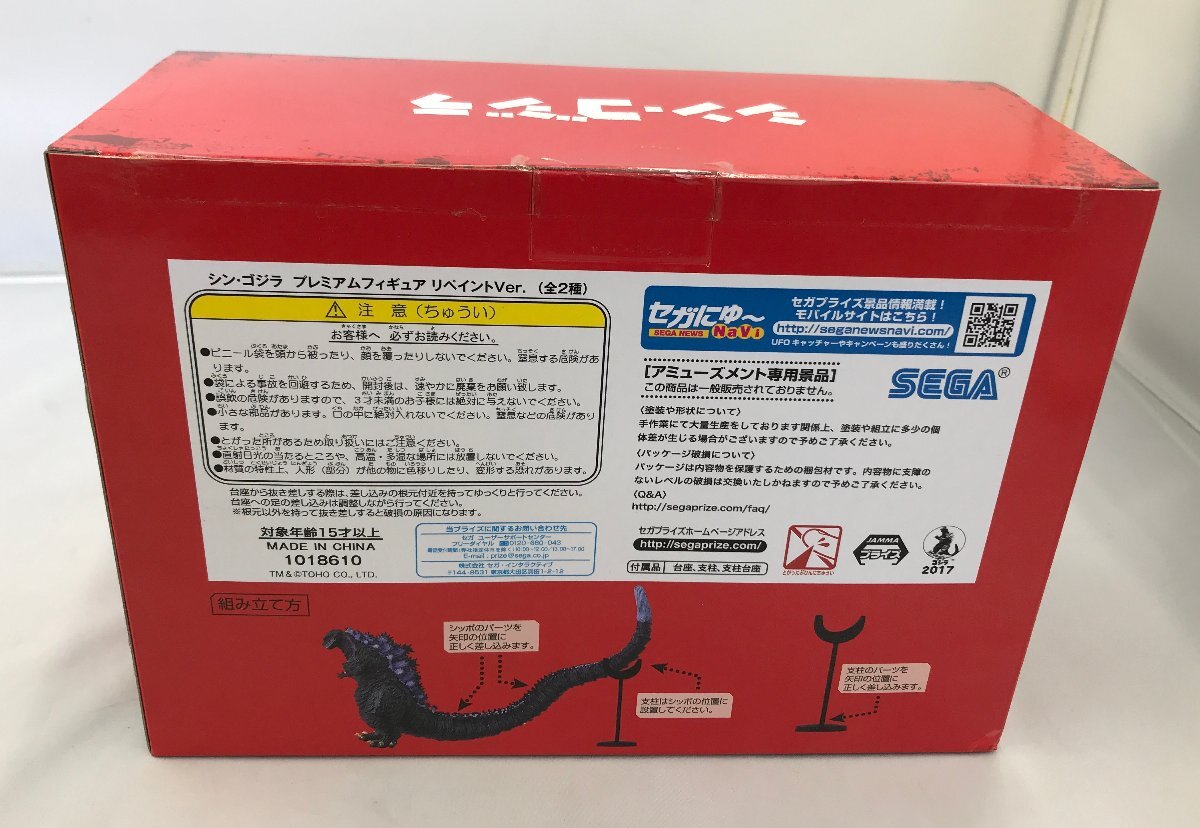 シン・ゴジラ
シン・ゴジラ プレミアムフィギュア リペイントVer. (全2種)
注 意 (ちゅうい)
お客様へ 必ずお読みください。
●ビニール袋を頭から被ったり、顔を覆ったりしないでください。窒息する危険があ
ります。
●袋による事故を回避するため、開封後は、速やかに廃棄をお願い致します。
●誤飲の危険がありますので、3才未満のお子様には絶対に与えないでください。
●小さな部品があります。口の中に絶対入れないでください。窒息などの危険があり
ます。
●とがった所があるため取り扱いにはご注意ください。
●直射日光の当たるところや、高温・多湿な場所には放置しないでください。
●材質の特性上、人形(部分)が他の物に色移りしたり、変形する恐れがあります。
台座から抜き差しする際は、差し込みの根元付近を持ってゆっくりと行ってください。
台座への足の差し込みは調整しながら行ってください。
※根元以外を持って抜き差しすると破損の原因になります。
対象年齢15才以上
MADE IN CHINA
1018610
TM&©TOHO CO., LTD.
当プライズに関するお問い合わせ先
セガ ユーザーサポートセンター
E-mail : prize@sega.co.jp
株式会社 セガ・インタラクティブ
セガにゅ〜
SEGA NEWS NaVi
セガプライズ景品情報満載!
モバイルサイトはこちら!
http://seganewsnavi.com/
UFOキャッチャーやキャンペーンも盛りだくさん!
[アミューズメント専用景品]
この商品は一般販売されておりません。
SEGA®
〈塗装や形状について〉
手作業にて大量生産をしております関係上、塗装や組立に多少の個
体差が生じる場合がございますので予めご了承ください。
〈パッケージ破損について〉
パッケージは内容物を保護するための梱包材です。内容物に支障の
ないレベルの破損は交換いたしかねますので予めご了承ください。
〈Q&A〉
http://segaprize.com/faq/
セガプライズホームページアドレス
http://segaprize.com/
付属品 台座、支柱、支柱台座
とがったぶひんにちゅうい
JAMMA
プライズ
ゴジラ
2017
組み立て方
シッポのパーツを
矢印の位置に
正しく差し込みます。
支柱はシッポの位置に
設置してください。
支柱のパーツを
矢印の位置に
正しく差し込みます。